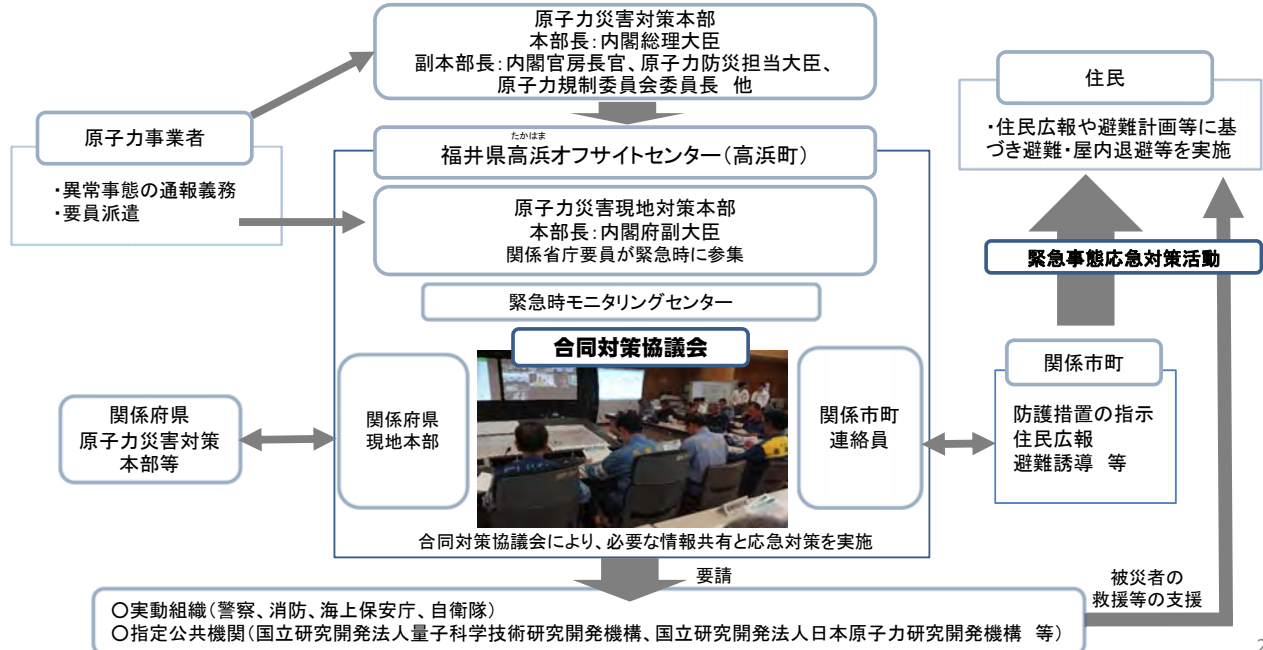 原子力災害対策本部
本部長:内閣総理大臣
副本部長:内閣官房長官、原子力防災担当大臣、
原子力規制委員会委員長 他
原子力事業者
・異常事態の通報義務
・要員派遣
住民
・住民広報や避難計画等に基
づき避難・屋内退避等を実施
たかはま
福井県高浜オフサイトセンター(高浜町)
原子力災害現地対策本部
本部長:内閣府副大臣
関係省庁要員が緊急時に参集
緊急時モニタリングセンター
合同対策協議会
関係府県
原子力災害対策
本部等
関係府県
現地本部
関係市町
連絡員
緊急事態応急対策活動
関係市町
防護措置の指示
住民広報
避難誘導 等
合同対策協議会により、必要な情報共有と応急対策を実施
要請
被災者の
救援等の支援
○実動組織(警察、消防、海上保安庁、自衛隊)
○指定公共機関(国立研究開発法人量子科学技術研究開発機構、国立研究開発法人日本原子力研究開発機構 等)